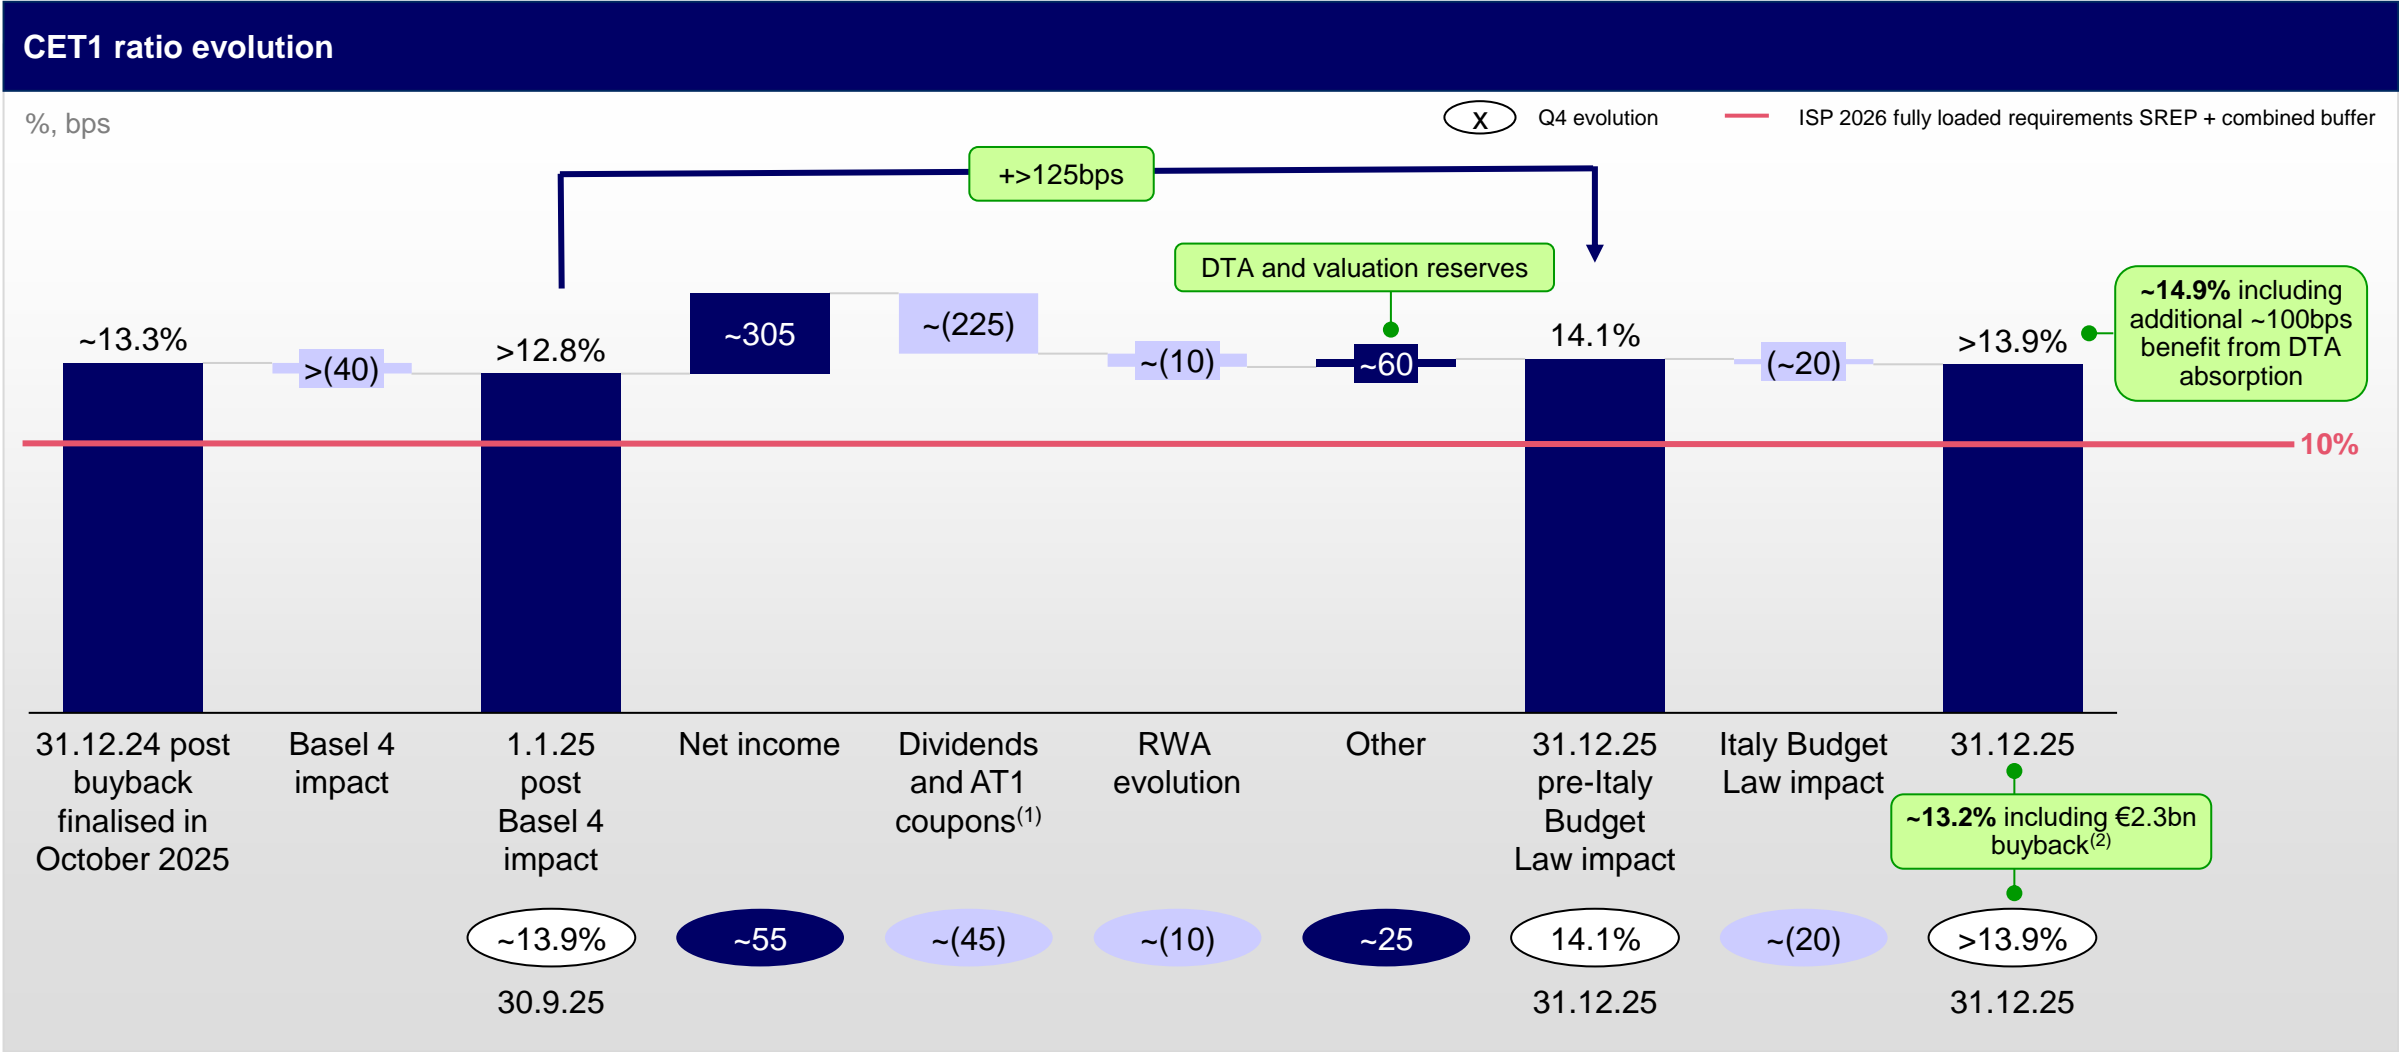 CET1 ratio evolution
%, bps
X Q4 evolution
ISP 2026 fully loaded requirements SREP + combined buffer
+>125bps
DTA and valuation reserves
~14.9% including
additional ~100bps
benefit from DTA
absorption
~13.3%
>(40)
>12.8%
~305
~(225)
~(10)
~60
14.1%
(~20)
>13.9%
10%
31.12.24 post
buyback
finalised in
October 2025
Basel 4
impact
1.1.25
post
Basel 4
impact
Net income
Dividends
and AT1
coupons(1)
RWA
evolution
Other
31.12.25
pre-Italy
Budget
Law impact
Italy Budget
Law impact
31.12.25
~13.2% including €2.3bn
buyback(2)
~13.9%
~55
~(45)
~(10)
~25
14.1%
~(20)
>13.9%
30.9.25
31.12.25
31.12.25